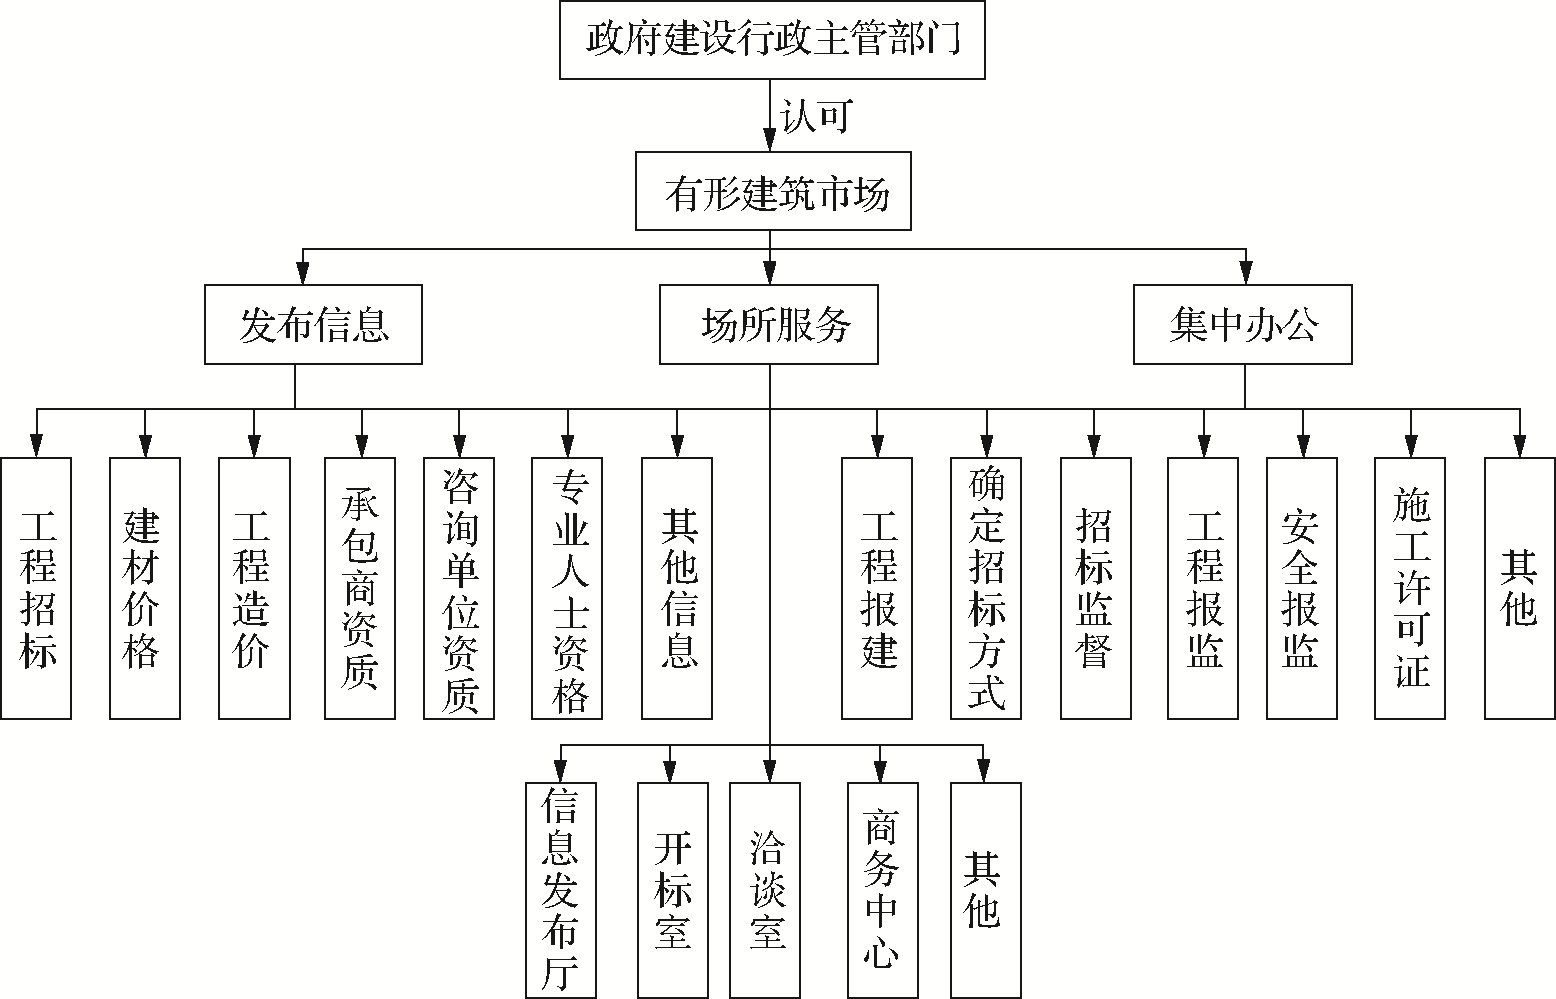 政府建设行政主管部门
认可
有形建筑市场
发布信息
场所服务
集中办公
工程招标
建材价格
工程造价
承包商资质
咨询单位资质
专业人士资格
其他信息
工程报建
确定招标方式
招标监督
工程报监
安全报监
施工许可证
其他
信息发布厅
开标室
洽谈室
商务中心
其他